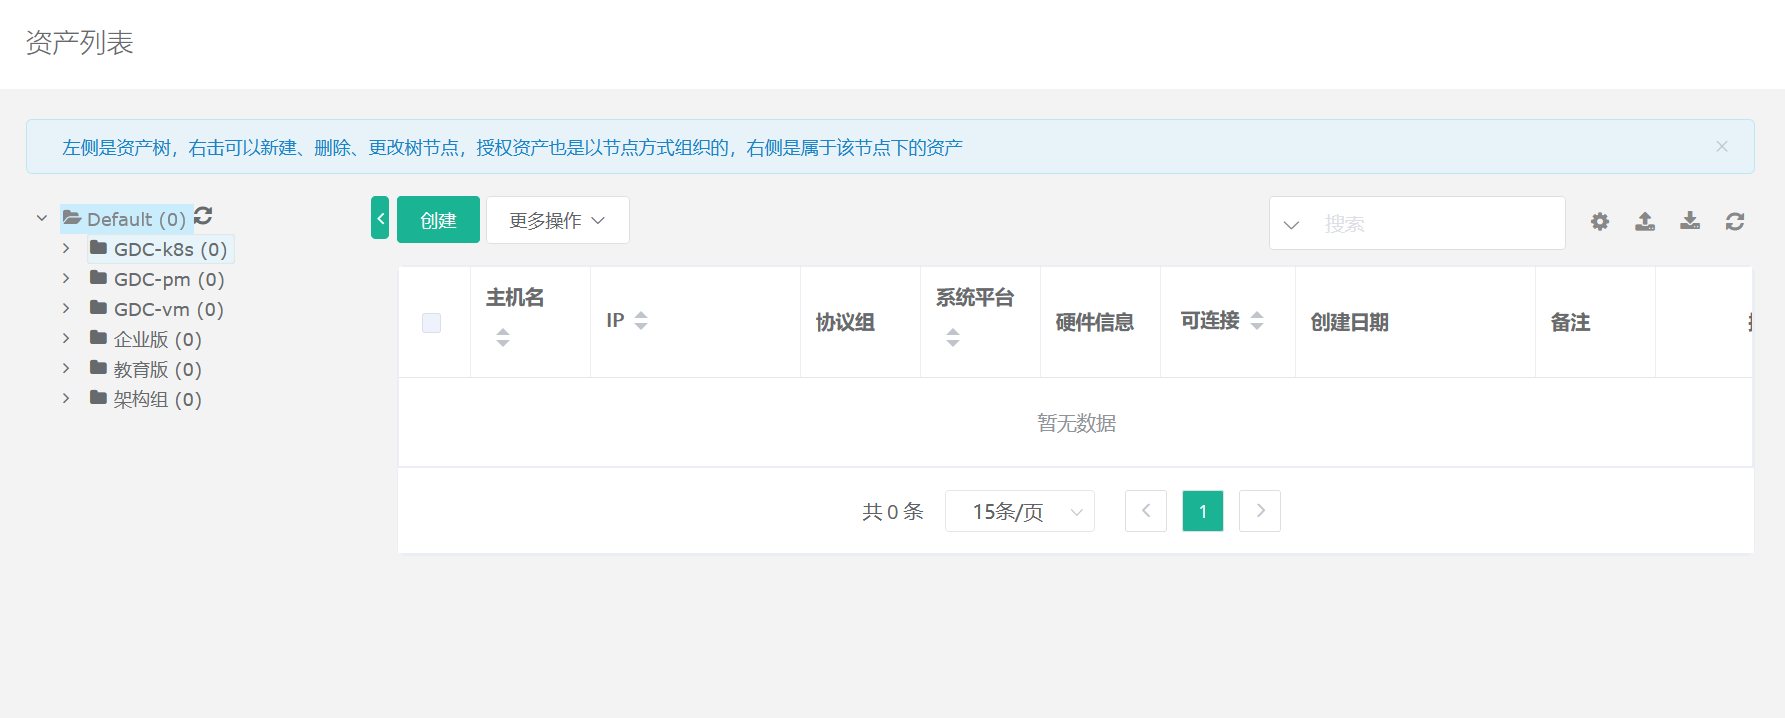 资产列表
左侧是资产树，右击可以新建、删除、更改树节点，授权资产也是以节点方式组织的，右侧是属于该节点下的资产
Default (0)
GDC-k8s (0)
GDC-pm (0)
GDC-vm (0)
企业版 (0)
教育版 (0)
架构组 (0)
创建 更多操作 搜索
主机名 IP 协议组 系统平台 硬件信息 可连接 创建日期 备注
暂无数据
共 0 条 15条/页 1